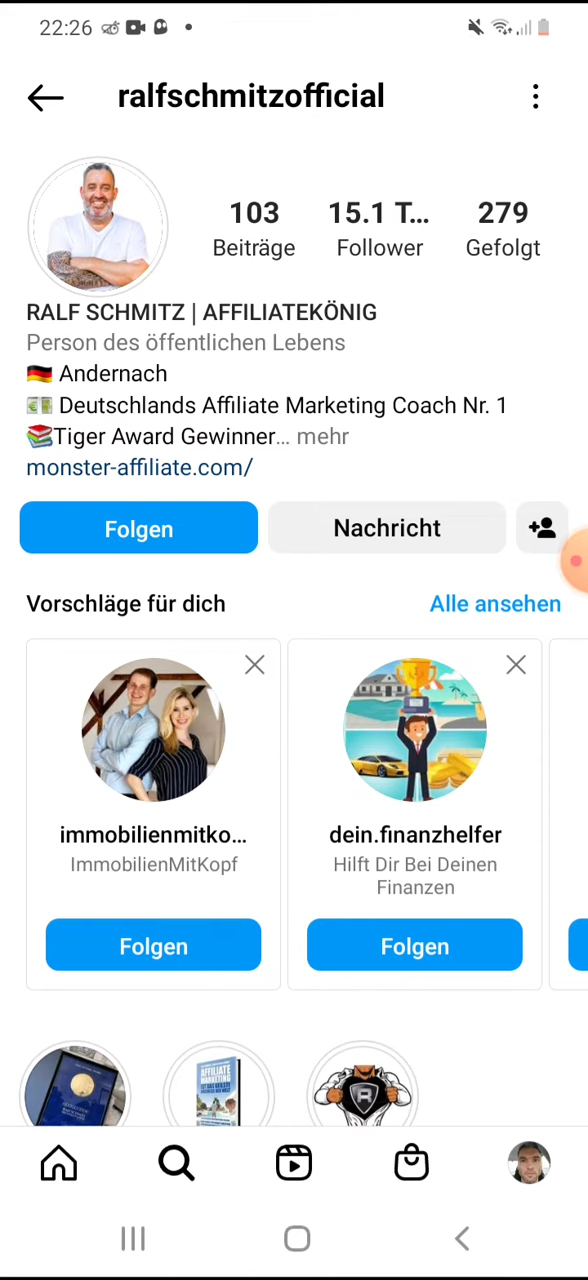 22:26
ralfschmitzofficial
103 15.1 T... 279
Beiträge Follower Gefolgt
RALF SCHMITZ | AFFILIATEKÖNIG
Person des öffentlichen Lebens
🇩🇪 Andernach
💶 Deutschlands Affiliate Marketing Coach Nr. 1
📚Tiger Award Gewinner... mehr
monster-affiliate.com/
Folgen Nachricht
Vorschläge für dich Alle ansehen
immobilienmitko... dein.finanzhelfer
ImmobilienMitKopf Hilft Dir Bei Deinen
Finanzen
Folgen Folgen
AFFILIATE
MARKETING
R